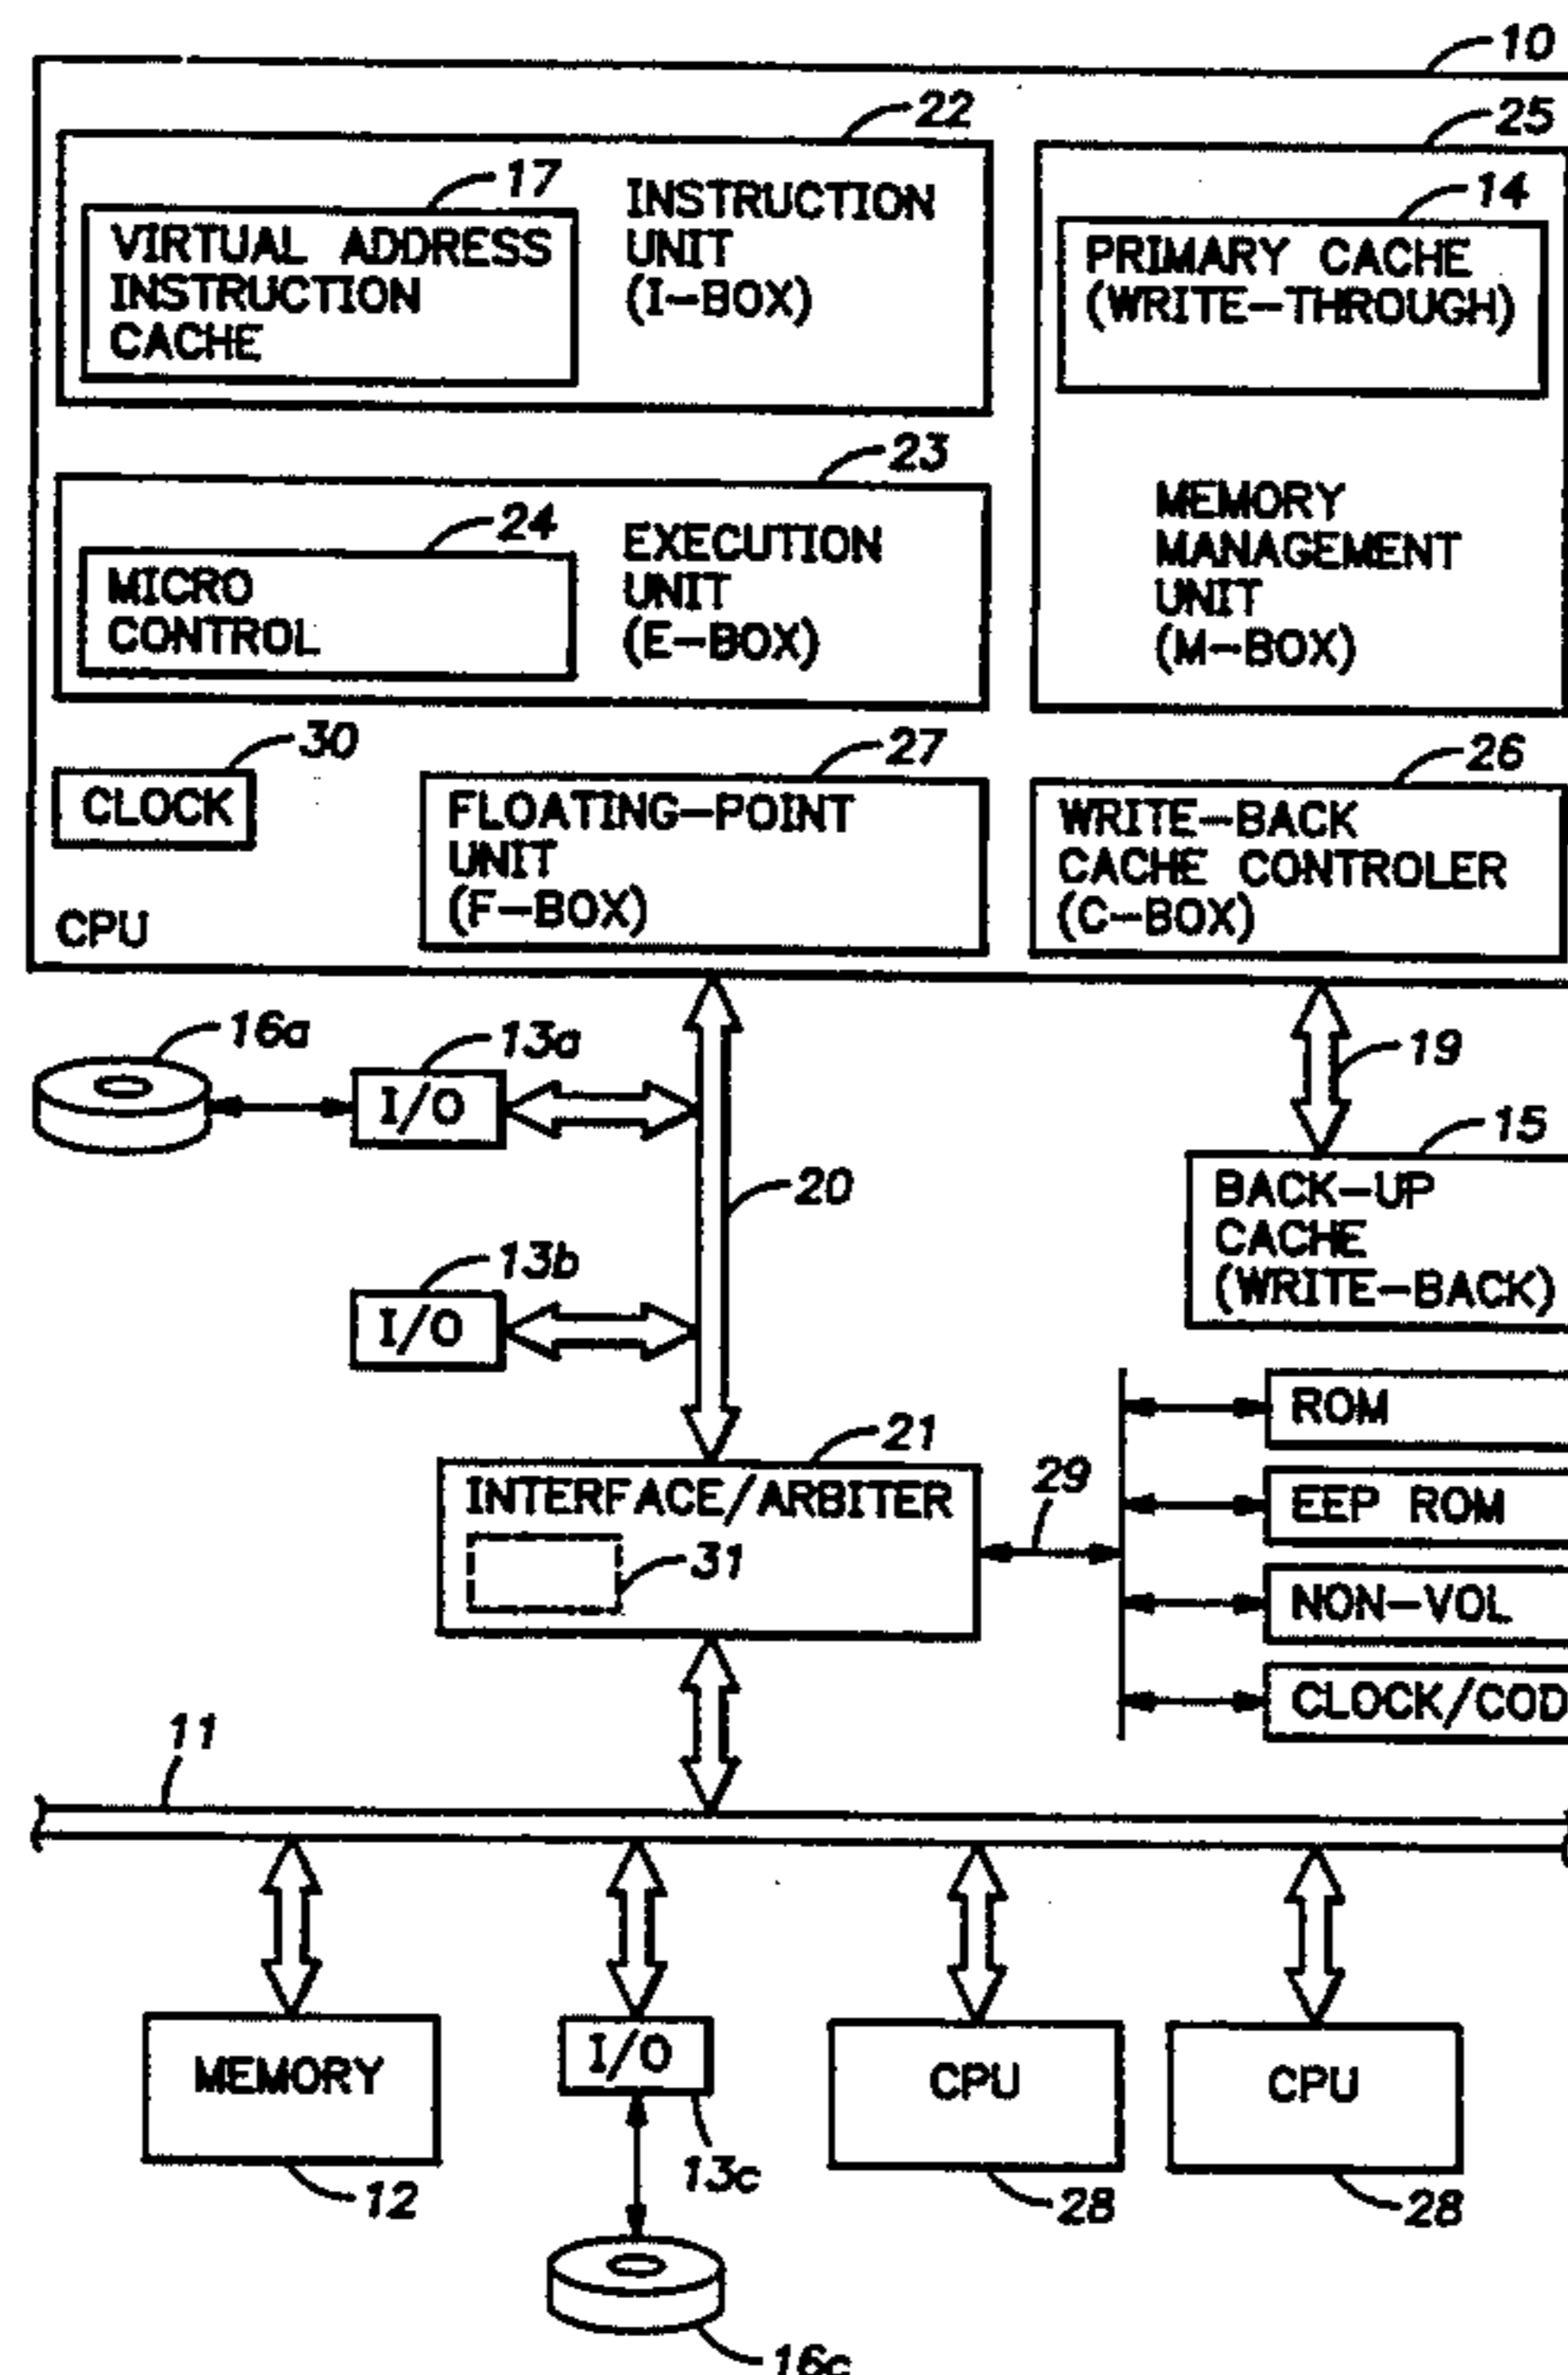 10
22
25
17
14
VIRTUAL ADDRESS
INSTRUCTION
CACHE
INSTRUCTION
UNIT
(I-BOX)
PRIMARY CACHE
(WRITE-THROUGH)
23
24
MICRO
CONTROL
EXECUTION
UNIT
(E-BOX)
MEMORY
MANAGEMENT
UNIT
(M-BOX)
30
27
26
CLOCK
FLOATING-POINT
UNIT
(F-BOX)
WRITE-BACK
CACHE CONTROLER
(C-BOX)
CPU
16a
13a
I/O
19
20
15
BACK-UP
CACHE
(WRITE-BACK)
13b
I/O
21
INTERFACE/ARBITER
31
29
ROM
EEP ROM
NON-VOL
CLOCK/COD
11
MEMORY
I/O
CPU
CPU
12
13c
28
28
16c